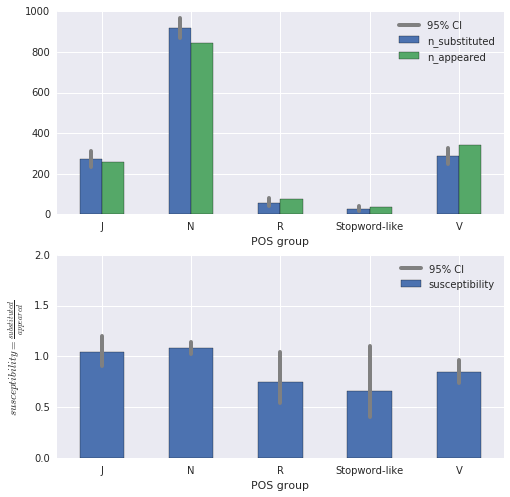 1000
800
600
400
200
0
95% CI
n_substituted
n_appeared
J N R Stopword-like V
POS group
2.0
1.5
1.0
0.5
0.0
susceptibility = substituted/appeared
95% CI
susceptibility
J N R Stopword-like V
POS group